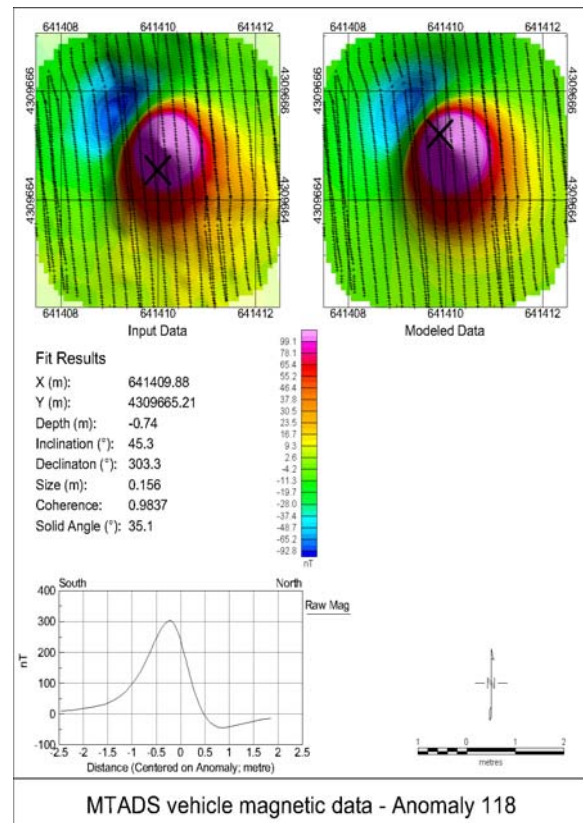 641408 641410 641412 641408 641410 641412
4309666 4309666 4309666 4309666
4309664 4309664 4309664 4309664
641408 641410 641412 641408 641410 641412
Input Data Modeled Data
Fit Results
X (m): 641409.88
Y (m): 4309665.21
Depth (m): -0.74
Inclination (°): 45.3
Declinaton (°): 303.3
Size (m): 0.156
Coherence: 0.9837
Solid Angle (°): 35.1
99.1
78.1
64.1
54.4
46.4
37.8
30.5
23.5
16.7
9.3
2.6
-4.2
-11.3
-19.7
-28.0
-37.4
-48.7
-65.2
-92.8
nT
South North
Raw Mag
400
300
200
100
0
-100
nT
-2.5 -2 -1.5 -1 -0.5 0 0.5 1 1.5 2 2.5
Distance (Centered on Anomaly; metre)
N
1 0 1 2
metres
MTADS vehicle magnetic data - Anomaly 118